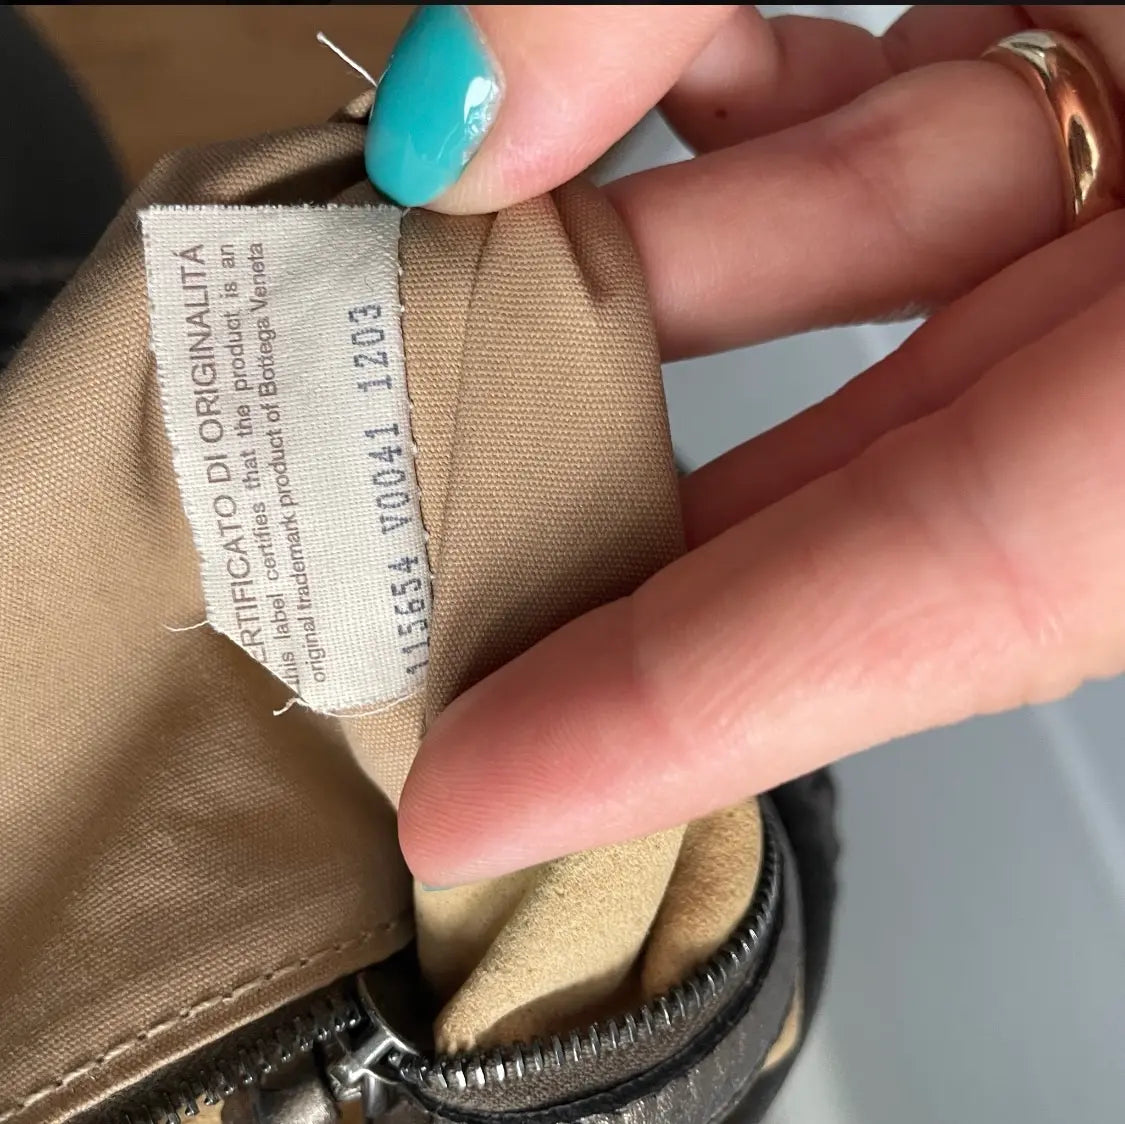 CERTIFICATO DI ORIGINALITÁ
this label certifies that the product is an
original trademark product of Bottega Veneta
115654 V0041 1203